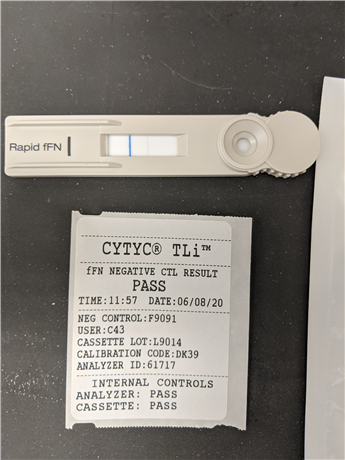 Rapid fFN
CYTYC® TLi™
fFN NEGATIVE CTL RESULT
PASS
TIME:11:57 DATE:06/08/20
NEG CONTROL:F9091
USER:C43
CASSETTE LOT:L9014
CALIBRATION CODE:DK39
ANALYZER ID:61717
INTERNAL CONTROLS
ANALYZER: PASS
CASSETTE: PASS